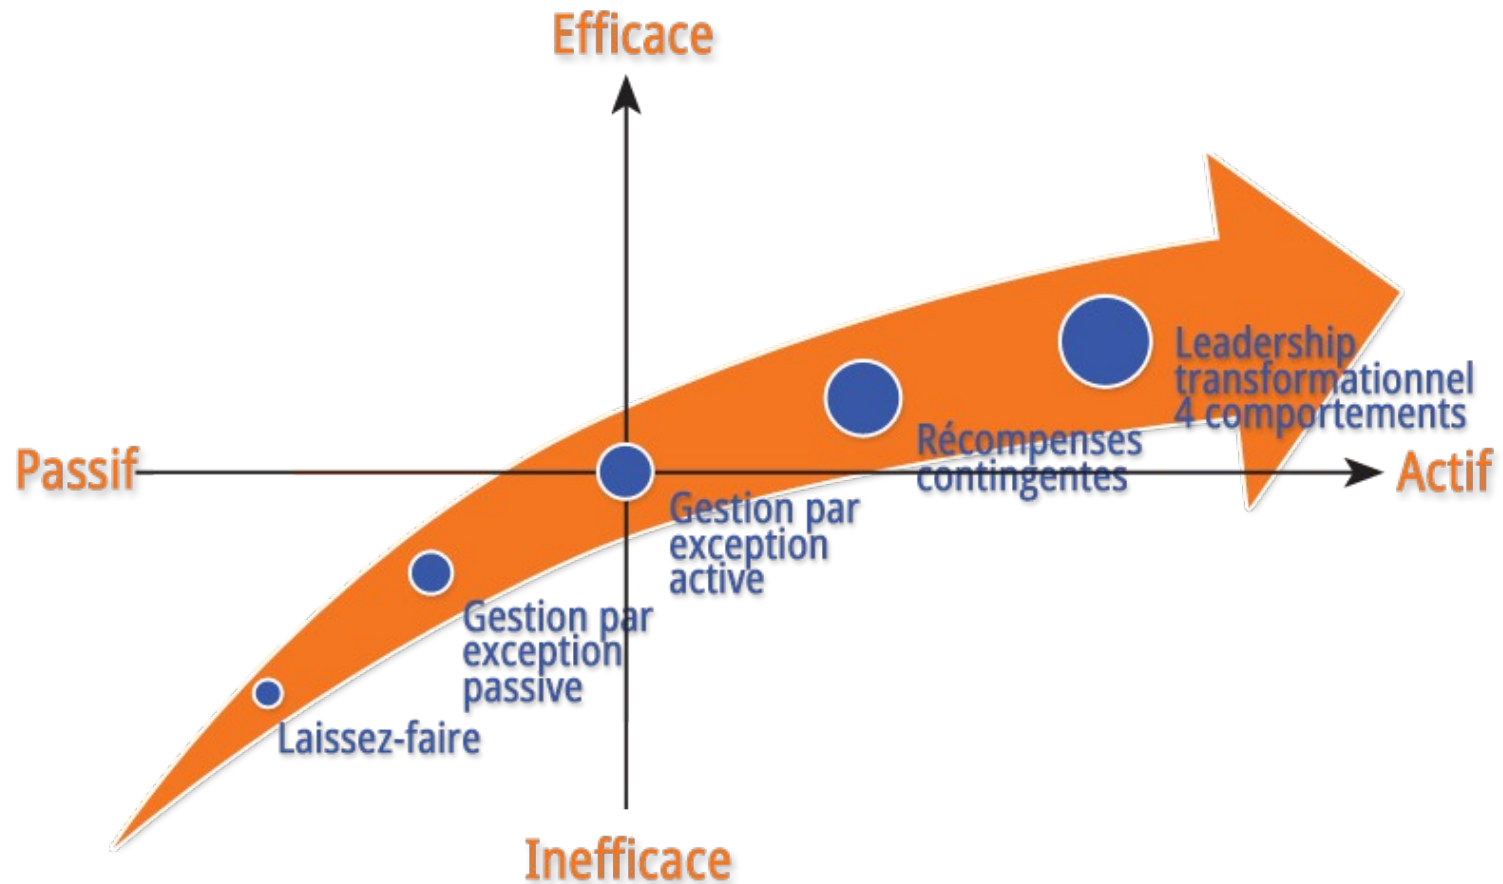 Efficace
Leadership
transformationnel
4 comportements
Récompenses
contingentes
Passif
Actif
Gestion par
exception
active
Gestion par
exception
passive
Laissez-faire
Inefficace